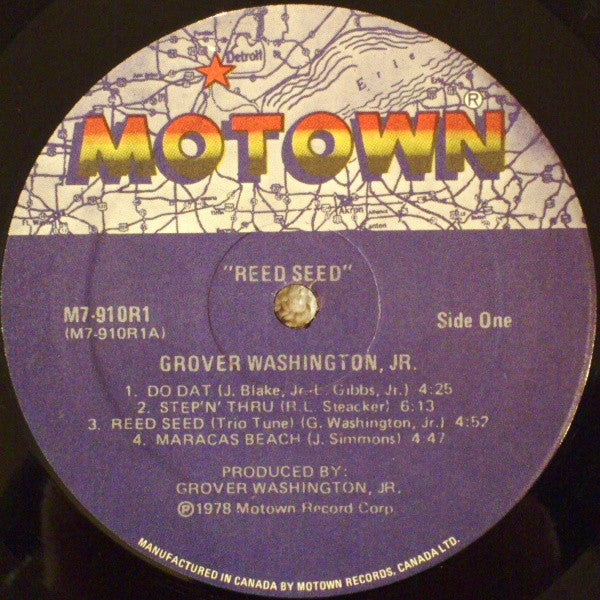 Detroit
Erie
MOTOWN®
Akron
"REED SEED"
M7-910R1
(M7-910R1A)
Side One
GROVER WASHINGTON, JR.
1. DO DAT (J. Blake, Jr.-L. Gibbs, Jr.) 4:25
2. STEP'N' THRU (R.L. Steacker) 6:13
3. REED SEED (Trio Tune) (G. Washington, Jr.) 4:52
4. MARACAS BEACH (J. Simmons) 4:47
PRODUCED BY:
GROVER WASHINGTON, JR.
℗1978 Motown Record Corp.
MANUFACTURED IN CANADA BY MOTOWN RECORDS, CANADA LTD.